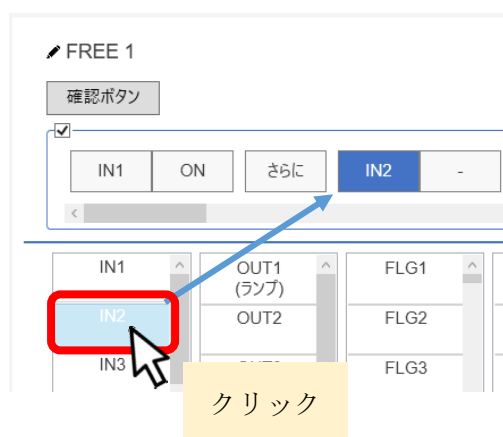 FREE 1
確認ボタン
IN1 ON さらに IN2 -
IN1 OUT1 FLG1
(ランプ)
IN2 OUT2 FLG2
IN3 FLG3
クリック